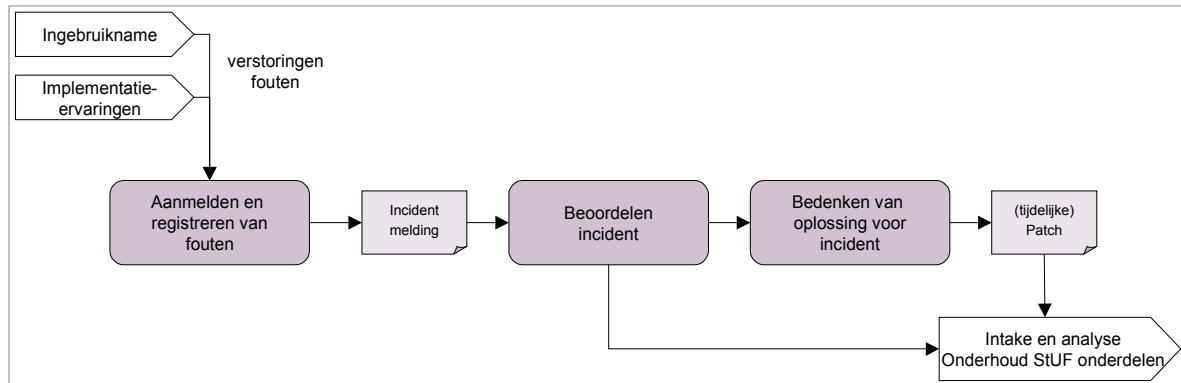 Ingebruikname
Implementatie-
ervaringen
verstoringen
fouten
Aanmelden en
registreren van
fouten
Incident
melding
Beoordelen
incident
Bedenken van
oplossing voor
incident
(tijdelijke)
Patch
Intake en analyse
Onderhoud StUF onderdelen